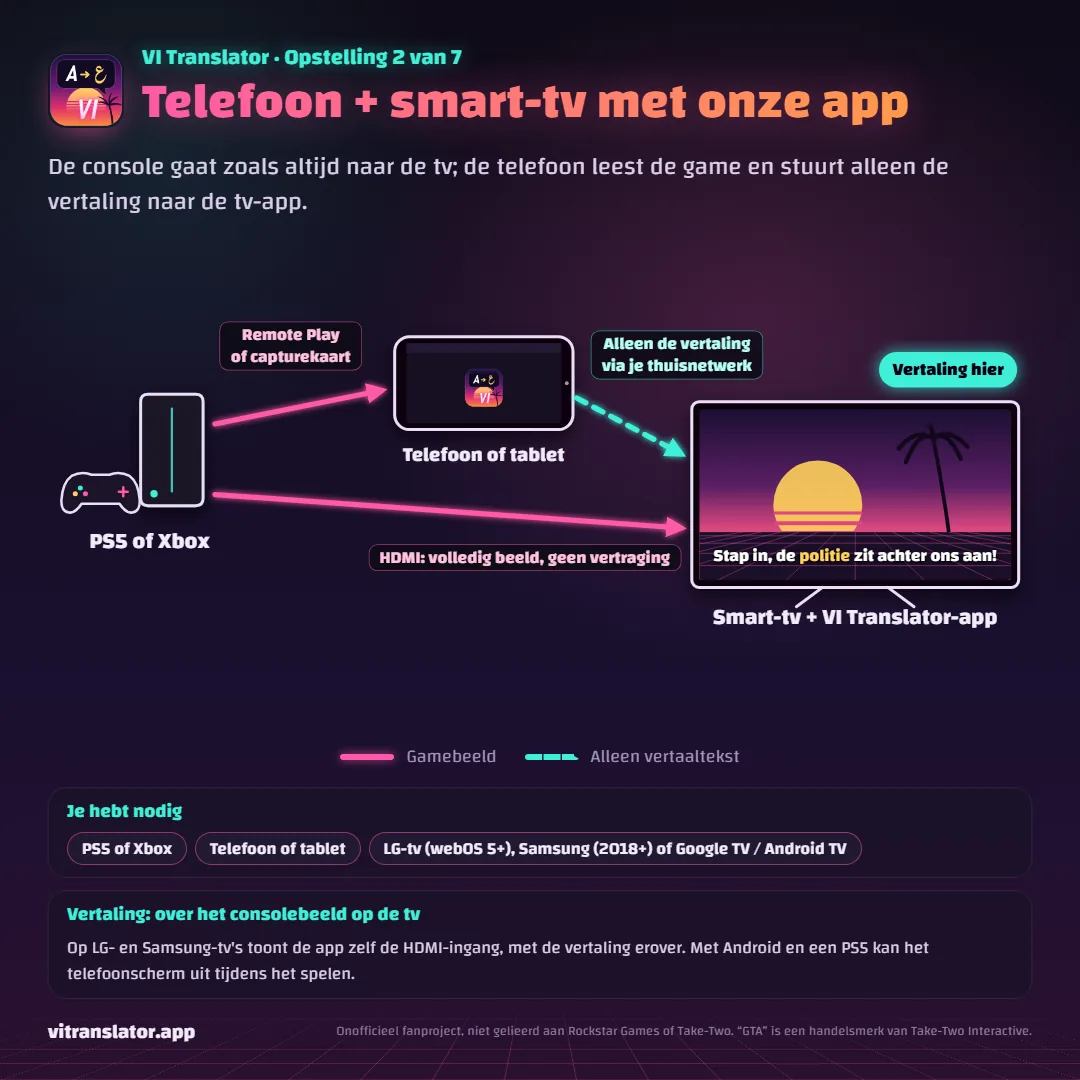 VI Translator · Opstelling 2 van 7
Telefoon + smart-tv met onze app
A→ع
VI
De console gaat zoals altijd naar de tv; de telefoon leest de game en stuurt alleen de
vertaling naar de tv-app.
Remote Play
of capturekaart
Alleen de vertaling
via je thuisnetwerk
Vertaling hier
A→ع
VI
Telefoon of tablet
PS5 of Xbox
HDMI: volledig beeld, geen vertraging
Stap in, de politie zit achter ons aan!
Smart-tv + VI Translator-app
Gamebeeld
Alleen vertaaltekst
Je hebt nodig
PS5 of Xbox
Telefoon of tablet
LG-tv (webOS 5+), Samsung (2018+) of Google TV / Android TV
Vertaling: over het consolebeeld op de tv
Op LG- en Samsung-tv's toont de app zelf de HDMI-ingang, met de vertaling erover. Met Android en een PS5 kan het
telefoonscherm uit tijdens het spelen.
vitranslator.app
Onofficieel fanproject, niet gelieerd aan Rockstar Games of Take-Two. “GTA” is een handelsmerk van Take-Two Interactive.